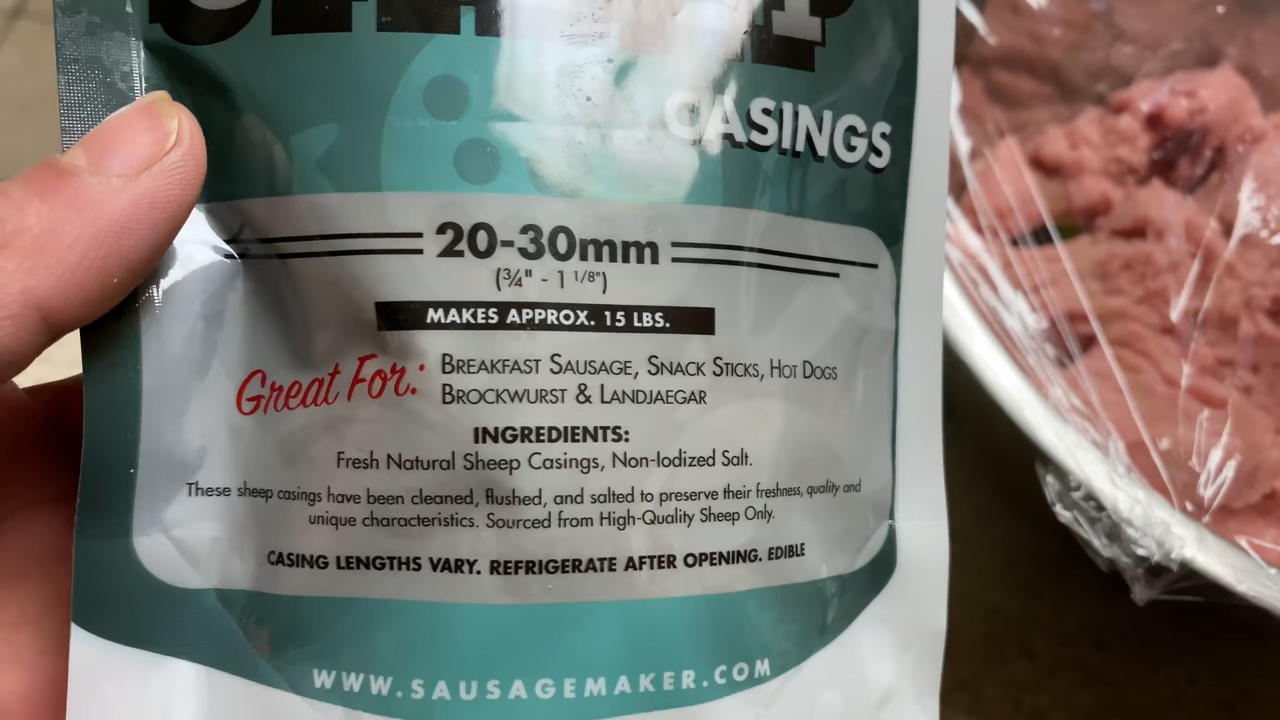 CASINGS
20-30mm
(¾" - 1 1/8")
MAKES APPROX. 15 LBS.
Great For: BREAKFAST SAUSAGE, SNACK STICKS, HOT DOGS
BROCKWURST & LANDJAEGAR
INGREDIENTS:
Fresh Natural Sheep Casings, Non-Iodized Salt.
These sheep casings have been cleaned, flushed, and salted to preserve their freshness, quality and
unique characteristics. Sourced from High-Quality Sheep Only.
CASING LENGTHS VARY. REFRIGERATE AFTER OPENING. EDIBLE
WWW.SAUSAGEMAKER.COM